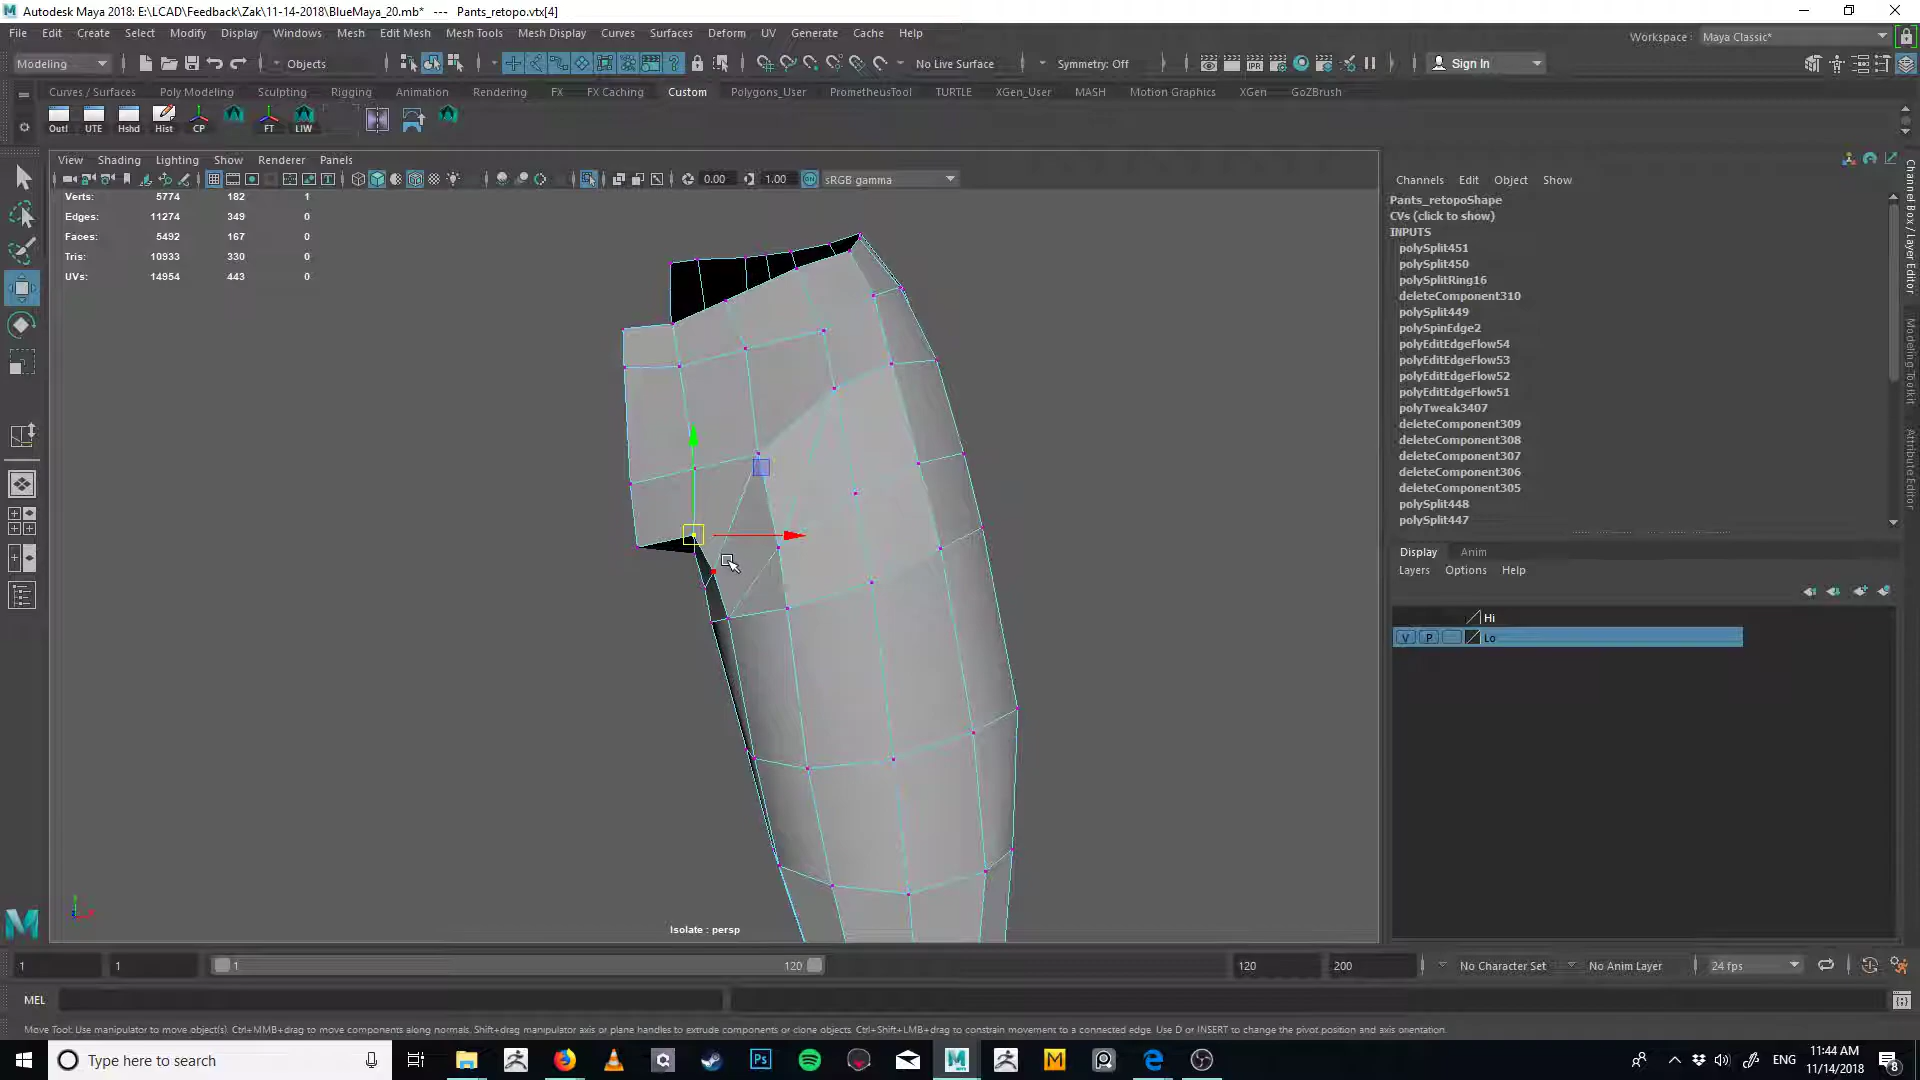 Autodesk Maya 2018: E:\LCAD\Feedback\Zak\11-14-2018\BlueMaya_20.mb* --- Pants_retopo.vtx[4]
File Edit Create Select Modify Display Windows Mesh Edit Mesh Mesh Tools Mesh Display Curves Surfaces Deform UV Generate Cache Help
Workspace : Maya Classic*
Modeling Objects No Live Surface Symmetry: Off Sign In
Curves / Surfaces Poly Modeling Sculpting Rigging Animation Rendering FX FX Caching Custom Polygons_User PrometheusTool TURTLE XGen_User MASH Motion Graphics XGen GoZBrush
Outl UTE Hshd Hist CP FT LIW
View Shading Lighting Show Renderer Panels
0.00 1.00 sRGB gamma
Verts: 5774 182 1
Edges: 11274 349 0
Faces: 5492 167 0
Tris: 10933 330 0
UVs: 14954 443 0
Isolate : persp
Channels Edit Object Show
Pants_retopoShape
CVs (click to show)
INPUTS
polySplit451
polySplit450
polySplitRing16
deleteComponent310
polySplit449
polySpinEdge2
polyEditEdgeFlow54
polyEditEdgeFlow53
polyEditEdgeFlow52
polyEditEdgeFlow51
polyTweak3407
deleteComponent309
deleteComponent308
deleteComponent307
deleteComponent306
deleteComponent305
polySplit448
polySplit447
Display Anim
Layers Options Help
Hi
V P Lo
Channel Box / Layer Editor
Modeling Toolkit
Attribute Editor
1 1 1 120 120 200 No Character Set No Anim Layer 24 fps
MEL
Move Tool: Use manipulator to move object(s). Ctrl+MMB+drag to move components along normals. Shift+drag manipulator axis or plane handles to extrude components or clone objects. Ctrl+Shift+LMB+drag to constrain movement to a connected edge. Use D or INSERT to change the pivot position and axis orientation.
Type here to search
ENG
11:44 AM
11/14/2018
8